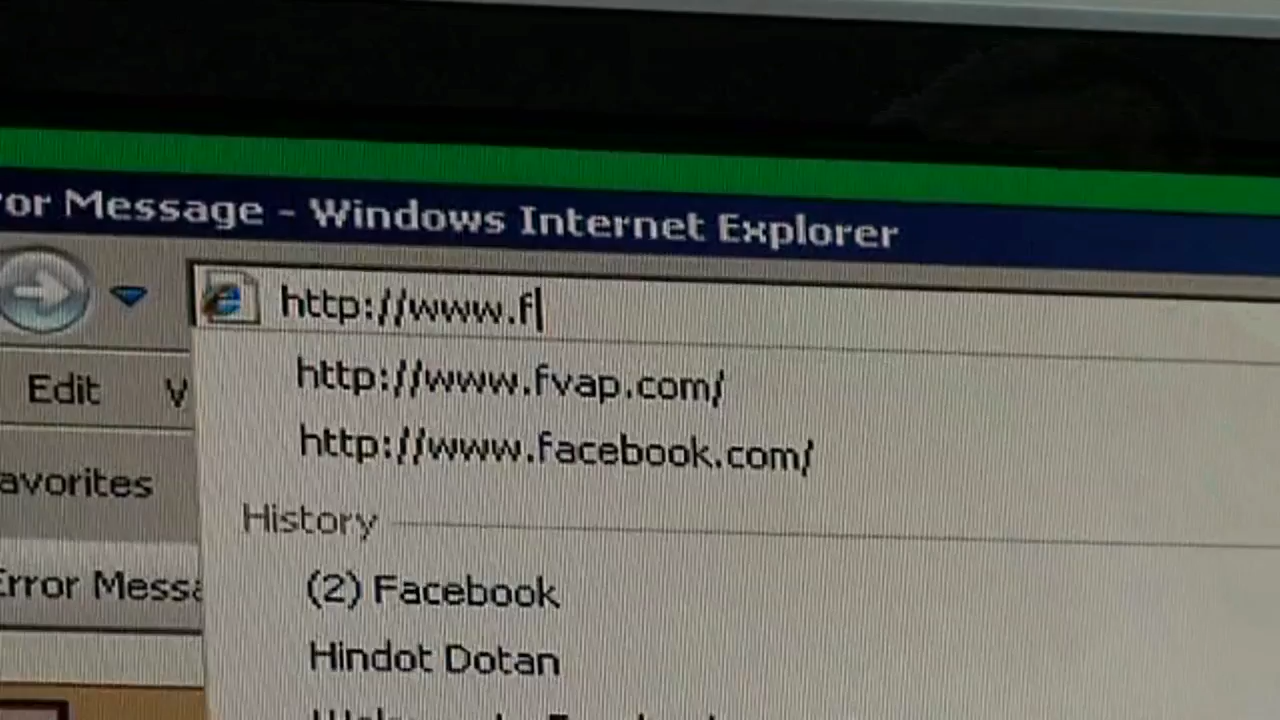 ror Message - Windows Internet Explorer
http://www.f
Edit V
http://www.fvap.com/
http://www.facebook.com/
avorites
History
Error Messa
(2) Facebook
Hindot Dotan